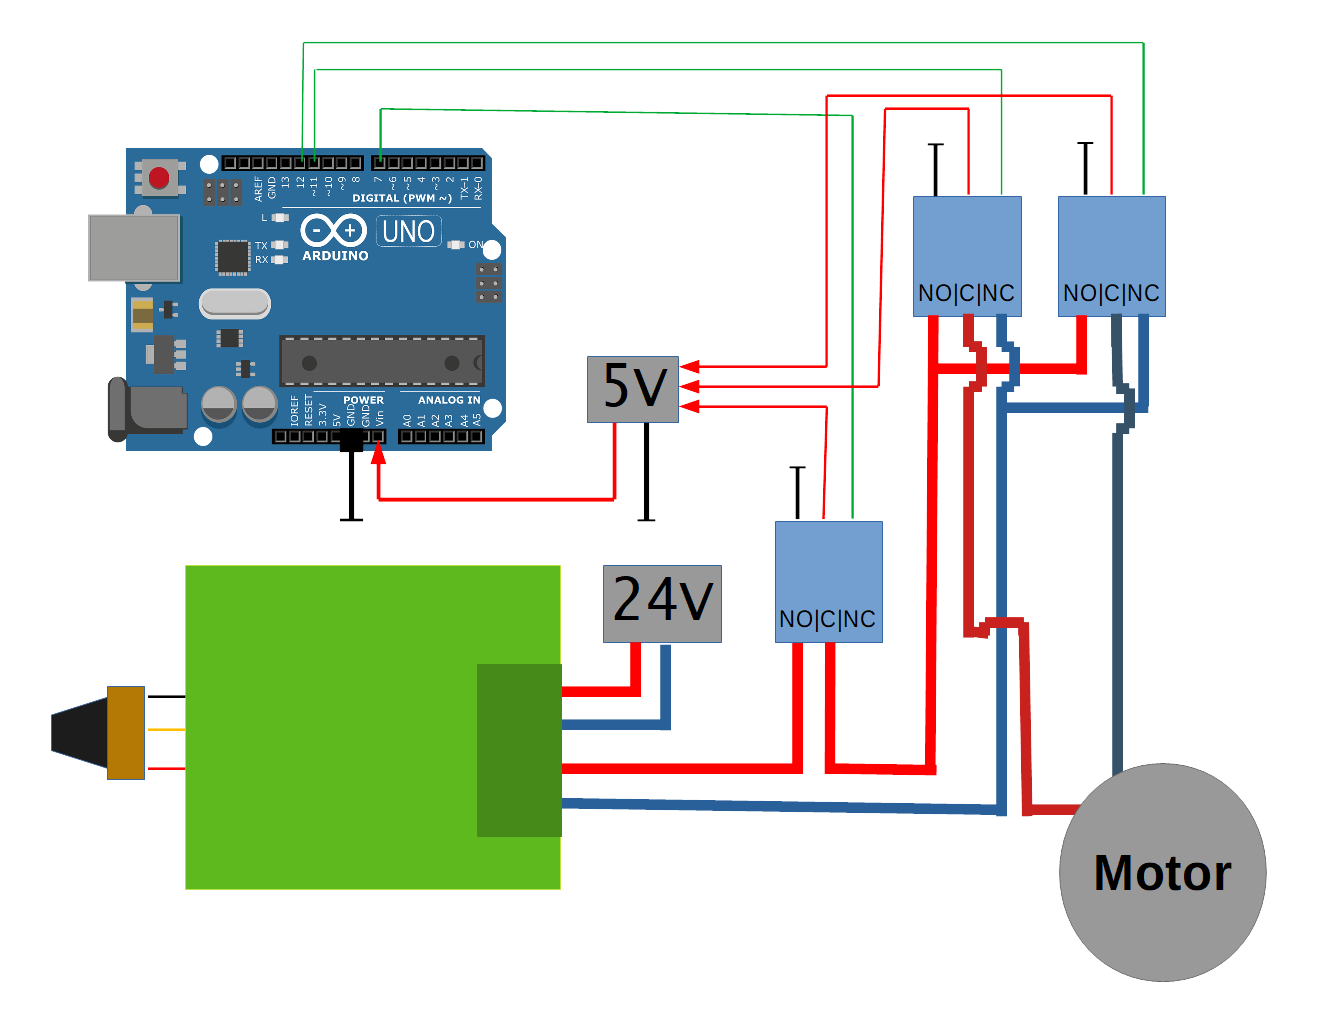 AREF
GND
13
12
~11
~10
~9
8
7
~6
~5
4
~3
2
TX→1
RX←0
DIGITAL (PWM ~)
L
TX
RX
ARDUINO
UNO
ON
NO|C|NC
NO|C|NC
5V
POWER
ANALOG IN
IOREF
RESET
3.3V
5V
GND
GND
Vin
A0
A1
A2
A3
A4
A5
24V
NO|C|NC
Motor